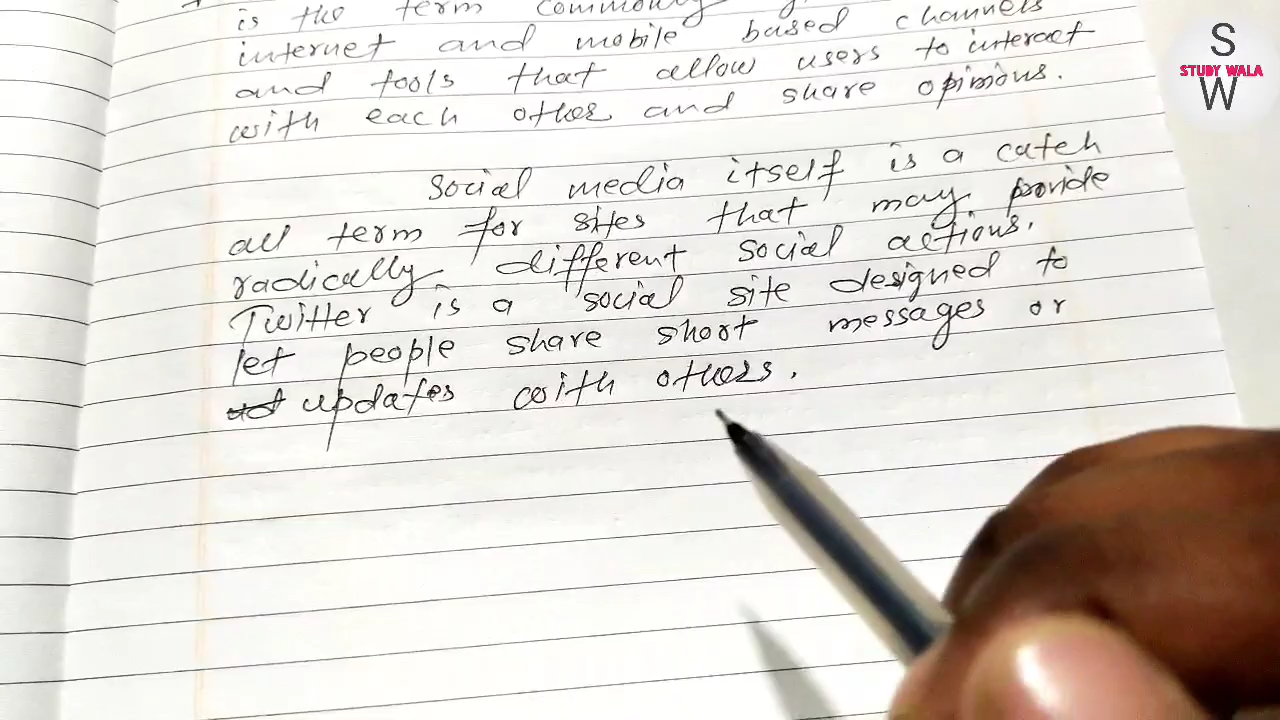 is the term commonly
internet and mobile based channels
and tools that allow users to interact
with each other and share opinions.
Social media itself is a catch
all term for sites that may provide
radically different social actions.
Twitter is a social site designed to
let people share short messages or
updates with others.
S
STUDY WALA
W